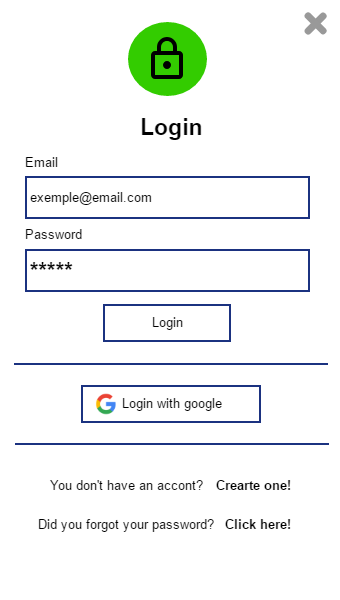 Login
Email
exemple@email.com
Password
*****
Login
Login with google
You don't have an accont? Crearte one!
Did you forgot your password? Click here!